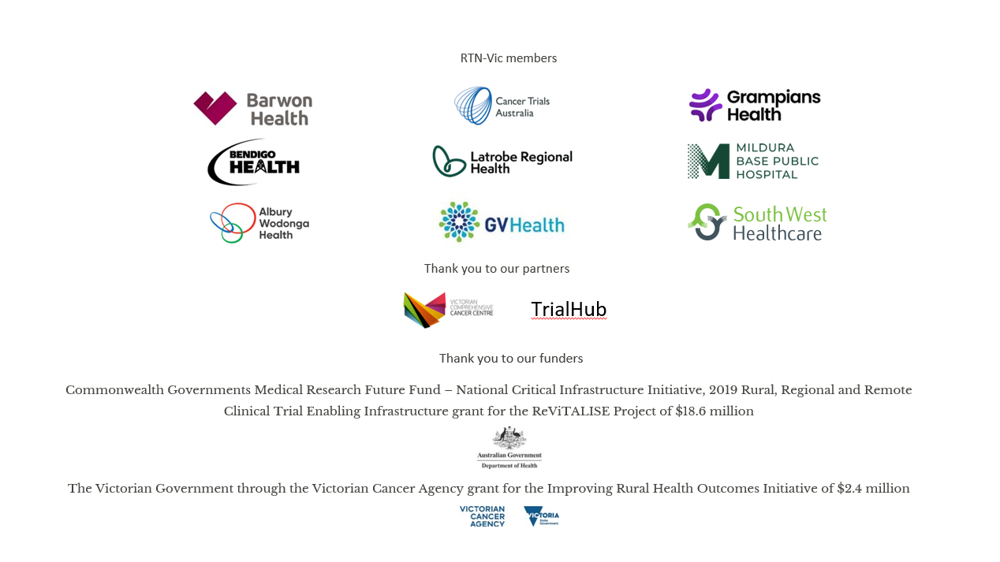 RTN-Vic members
Barwon
Health
Cancer Trials
Australia
Grampians
Health
BENDIGO
HEALTH
Latrobe Regional
Health
MILDURA
BASE PUBLIC
HOSPITAL
Albury
Wodonga
Health
GVHealth
South West
Healthcare
Thank you to our partners
VICTORIAN
COMPREHENSIVE
CANCER CENTRE
TrialHub
Thank you to our funders
Commonwealth Governments Medical Research Future Fund – National Critical Infrastructure Initiative, 2019 Rural, Regional and Remote
Clinical Trial Enabling Infrastructure grant for the ReViTALISE Project of $18.6 million
Australian Government
Department of Health
The Victorian Government through the Victorian Cancer Agency grant for the Improving Rural Health Outcomes Initiative of $2.4 million
VICTORIAN
CANCER
AGENCY
VICTORIA
State
Government